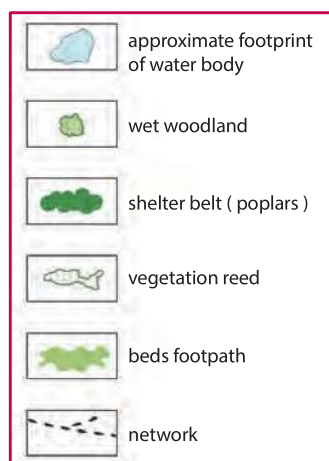 approximate footprint
of water body
wet woodland
shelter belt ( poplars )
vegetation reed
beds footpath
network